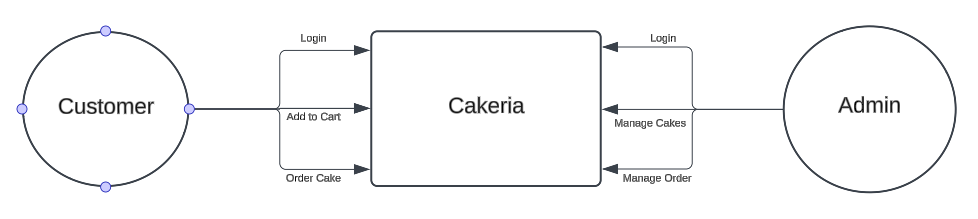 Login
Login
Customer
Cakeria
Admin
Add to Cart
Manage Cakes
Order Cake
Manage Order